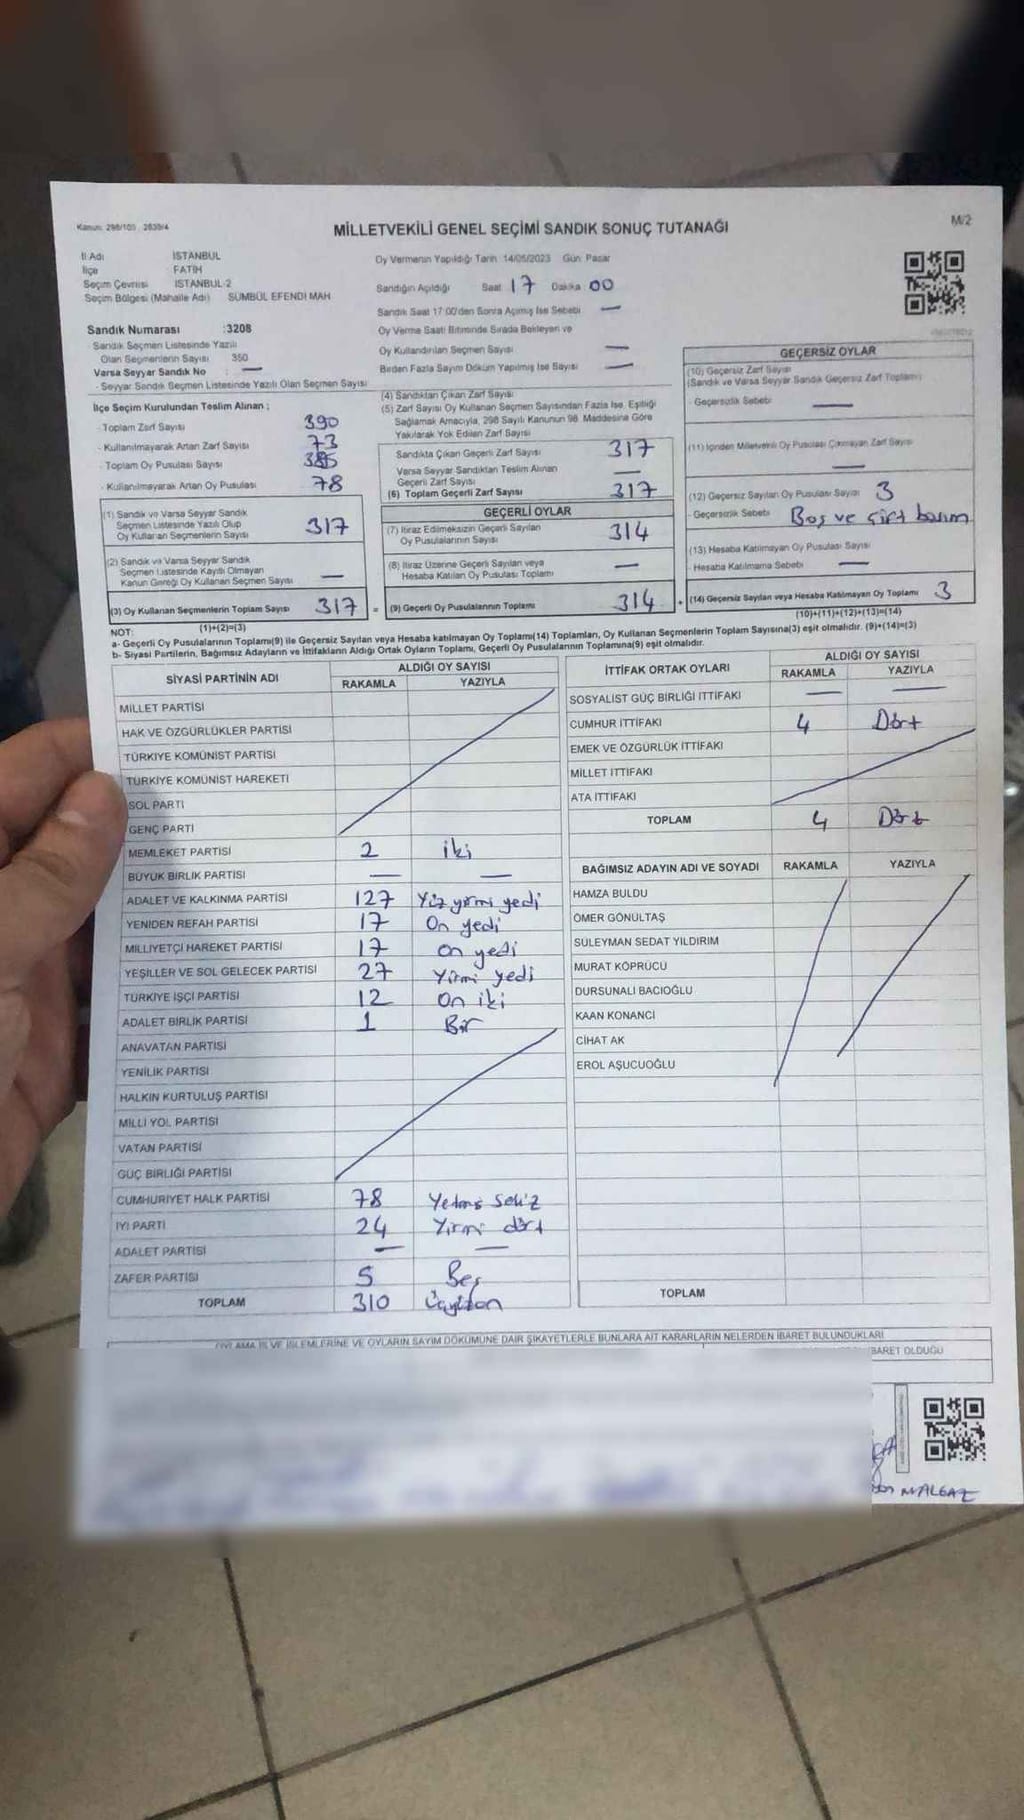 Kanun: 298/105 , 2839/4
M/2
MİLLETVEKİLİ GENEL SEÇİMİ SANDIK SONUÇ TUTANAĞI
İl Adı İSTANBUL
İlçe FATİH
Seçim Çevresi İSTANBUL-2
Seçim Bölgesi (Mahalle Adı) SÜMBÜL EFENDİ MAH
Sandık Numarası :3208
- Sandık Seçmen Listesinde Yazılı
Olan Seçmenlerin Sayısı 350
Varsa Seyyar Sandık No : —
- Seyyar Sandık Seçmen Listesinde Yazılı Olan Seçmen Sayısı
Oy Vermenin Yapıldığı Tarih: 14/05/2023 Gün: Pazar
Sandığın Açıldığı Saat 17 Dakika 00
Sandık Saat 17:00'den Sonra Açılmış İse Sebebi —
Oy Verme Saati Bitiminde Sırada Bekleyen ve
Oy Kullandırılan Seçmen Sayısı —
Birden Fazla Sayım Döküm Yapılmış İse Sayısı —
İlçe Seçim Kurulundan Teslim Alınan ;
- Toplam Zarf Sayısı 390
- Kullanılmayarak Artan Zarf Sayısı 73
- Toplam Oy Pusulası Sayısı 385
- Kullanılmayarak Artan Oy Pusulası 78
(1) Sandık ve Varsa Seyyar Sandık
Seçmen Listesinde Yazılı Olup
Oy Kullanan Seçmenlerin Sayısı 317
(2) Sandık ve Varsa Seyyar Sandık
Seçmen Listesinde Kayıtlı Olmayan
Kanun Gereği Oy Kullanan Seçmen Sayısı —
(3) Oy Kullanan Seçmenlerin Toplam Sayısı 317 =
(1)+(2)=(3)
(4) Sandıktan Çıkan Zarf Sayısı
(5) Zarf Sayısı Oy Kullanan Seçmen Sayısından Fazla İse, Eşitliği
Sağlamak Amacıyla, 298 Sayılı Kanunun 98. Maddesine Göre
Yakılarak Yok Edilen Zarf Sayısı
Sandıkta Çıkan Geçerli Zarf Sayısı 317
Varsa Seyyar Sandıktan Teslim Alınan
Geçerli Zarf Sayısı —
(6) Toplam Geçerli Zarf Sayısı 317
GEÇERLİ OYLAR
(7) İtiraz Edilmeksizin Geçerli Sayılan
Oy Pusulalarının Sayısı 314
(8) İtiraz Üzerine Geçerli Sayılan veya
Hesaba Katılan Oy Pusulası Toplamı —
(9) Geçerli Oy Pusulalarının Toplamı 314 +
GEÇERSİZ OYLAR
(10) Geçersiz Zarf Sayısı
(Sandık ve Varsa Seyyar Sandık Geçersiz Zarf Toplamı)
- Geçersizlik Sebebi —
(11) İçinden Milletvekili Oy Pusulası Çıkmayan Zarf Sayısı
—
(12) Geçersiz Sayılan Oy Pusulası Sayısı 3
- Geçersizlik Sebebi Boş ve çift basım
(13) Hesaba Katılmayan Oy Pusulası Sayısı
- Hesaba Katılmama Sebebi —
(14) Geçersiz Sayılan veya Hesaba Katılmayan Oy Toplamı 3
(10)+(11)+(12)+(13)=(14)
NOT:
a- Geçerli Oy Pusulalarının Toplamı(9) ile Geçersiz Sayılan veya Hesaba katılmayan Oy Toplamı(14) Toplamları, Oy Kullanan Seçmenlerin Toplam Sayısına(3) eşit olmalıdır. (9)+(14)=(3)
b- Siyasi Partilerin, Bağımsız Adayların ve İttifakların Aldığı Ortak Oyların Toplamı, Geçerli Oy Pusulalarının Toplamına(9) eşit olmalıdır.
SİYASİ PARTİNİN ADI ALDIĞI OY SAYISI
RAKAMLA YAZIYLA
MİLLET PARTİSİ
HAK VE ÖZGÜRLÜKLER PARTİSİ
TÜRKİYE KOMÜNİST PARTİSİ
TÜRKİYE KOMÜNİST HAREKETİ
SOL PARTİ
GENÇ PARTİ
MEMLEKET PARTİSİ 2 iki
BÜYÜK BİRLİK PARTİSİ — —
ADALET VE KALKINMA PARTİSİ 127 Yüz yirmi yedi
YENİDEN REFAH PARTİSİ 17 On yedi
MİLLİYETÇİ HAREKET PARTİSİ 17 on yedi
YEŞİLLER VE SOL GELECEK PARTİSİ 27 Yirmi yedi
TÜRKİYE İŞÇİ PARTİSİ 12 On iki
ADALET BİRLİK PARTİSİ 1 Bir
ANAVATAN PARTİSİ
YENİLİK PARTİSİ
HALKIN KURTULUŞ PARTİSİ
MİLLİ YOL PARTİSİ
VATAN PARTİSİ
GÜÇ BİRLİĞİ PARTİSİ
CUMHURİYET HALK PARTİSİ 78 Yetmiş sekiz
İYİ PARTİ 24 Yirmi dört
ADALET PARTİSİ — —
ZAFER PARTİSİ 5 Beş
TOPLAM 310 Üçyüzon
İTTİFAK ORTAK OYLARI ALDIĞI OY SAYISI
RAKAMLA YAZIYLA
SOSYALİST GÜÇ BİRLİĞİ İTTİFAKI — —
CUMHUR İTTİFAKI 4 Dört
EMEK VE ÖZGÜRLÜK İTTİFAKI
MİLLET İTTİFAKI
ATA İTTİFAKI
TOPLAM 4 Dört
BAĞIMSIZ ADAYIN ADI VE SOYADI RAKAMLA YAZIYLA
HAMZA BULDU
ÖMER GÖNÜLTAŞ
SÜLEYMAN SEDAT YILDIRIM
MURAT KÖPRÜCÜ
DURSUNALİ BACIOĞLU
KAAN KONANCI
CİHAT AK
EROL AŞUCUOĞLU
TOPLAM
OYLAMA İŞ VE İŞLEMLERİNE VE OYLARIN SAYIM DÖKÜMÜNE DAİR ŞİKAYETLERLE BUNLARA AİT KARARLARIN NELERDEN İBARET BULUNDUKLARI
İBARET OLDUĞU